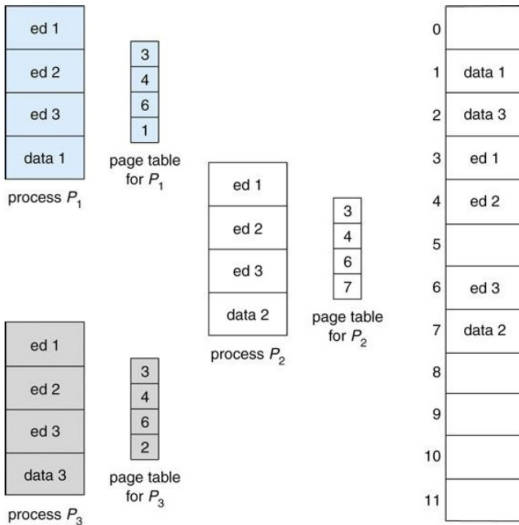 ed 1
ed 2
ed 3
data 1
process P1
3
4
6
1
page table
for P1
ed 1
ed 2
ed 3
data 2
process P2
3
4
6
7
page table
for P2
ed 1
ed 2
ed 3
data 3
process P3
3
4
6
2
page table
for P3
0
1 data 1
2 data 3
3 ed 1
4 ed 2
5
6 ed 3
7 data 2
8
9
10
11